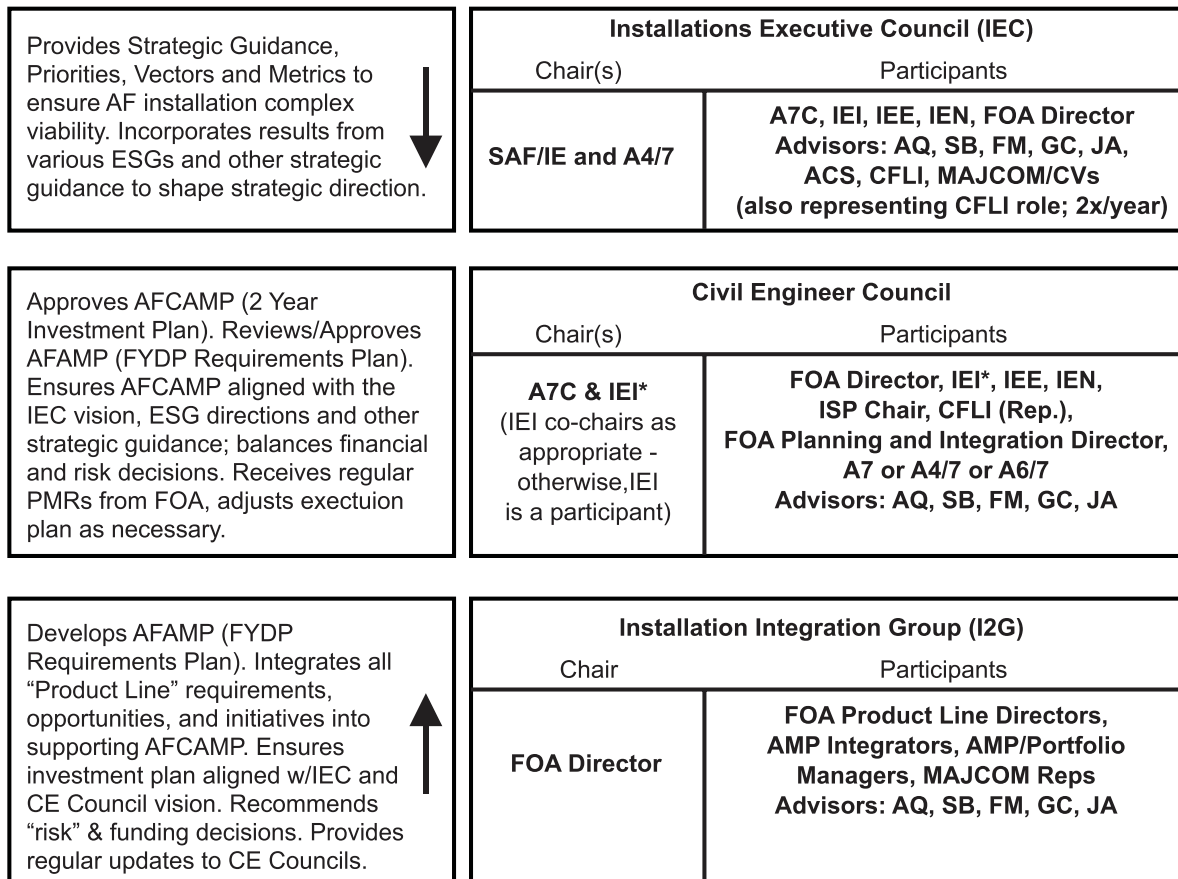 Provides Strategic Guidance,
Priorities, Vectors and Metrics to
ensure AF installation complex
viability. Incorporates results from
various ESGs and other strategic
guidance to shape strategic direction.
Installations Executive Council (IEC)
Chair(s)
Participants
SAF/IE and A4/7
A7C, IEI, IEE, IEN, FOA Director
Advisors: AQ, SB, FM, GC, JA,
ACS, CFLI, MAJCOM/CVs
(also representing CFLI role; 2x/year)
Approves AFCAMP (2 Year
Investment Plan). Reviews/Approves
AFAMP (FYDP Requirements Plan).
Ensures AFCAMP aligned with the
IEC vision, ESG directions and other
strategic guidance; balances financial
and risk decisions. Receives regular
PMRs from FOA, adjusts exectuion
plan as necessary.
Civil Engineer Council
Chair(s)
Participants
A7C & IEI*
(IEI co-chairs as
appropriate -
otherwise,IEI
is a participant)
FOA Director, IEI*, IEE, IEN,
ISP Chair, CFLI (Rep.),
FOA Planning and Integration Director,
A7 or A4/7 or A6/7
Advisors: AQ, SB, FM, GC, JA
Develops AFAMP (FYDP
Requirements Plan). Integrates all
“Product Line” requirements,
opportunities, and initiatives into
supporting AFCAMP. Ensures
investment plan aligned w/IEC and
CE Council vision. Recommends
“risk” & funding decisions. Provides
regular updates to CE Councils.
Installation Integration Group (I2G)
Chair
Participants
FOA Director
FOA Product Line Directors,
AMP Integrators, AMP/Portfolio
Managers, MAJCOM Reps
Advisors: AQ, SB, FM, GC, JA